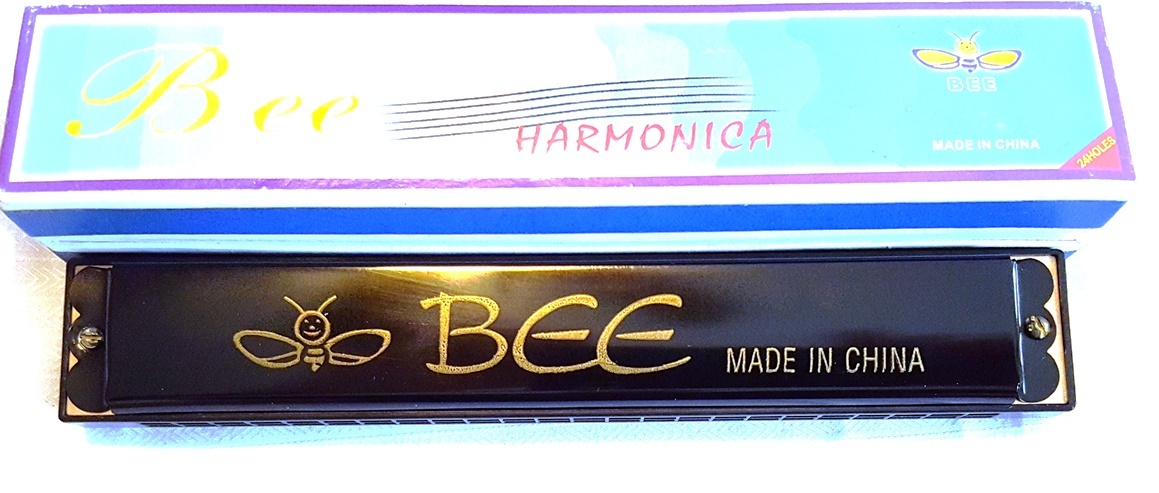 Bee
HARMONICA
BEE
MADE IN CHINA
24HOLES
BEE MADE IN CHINA